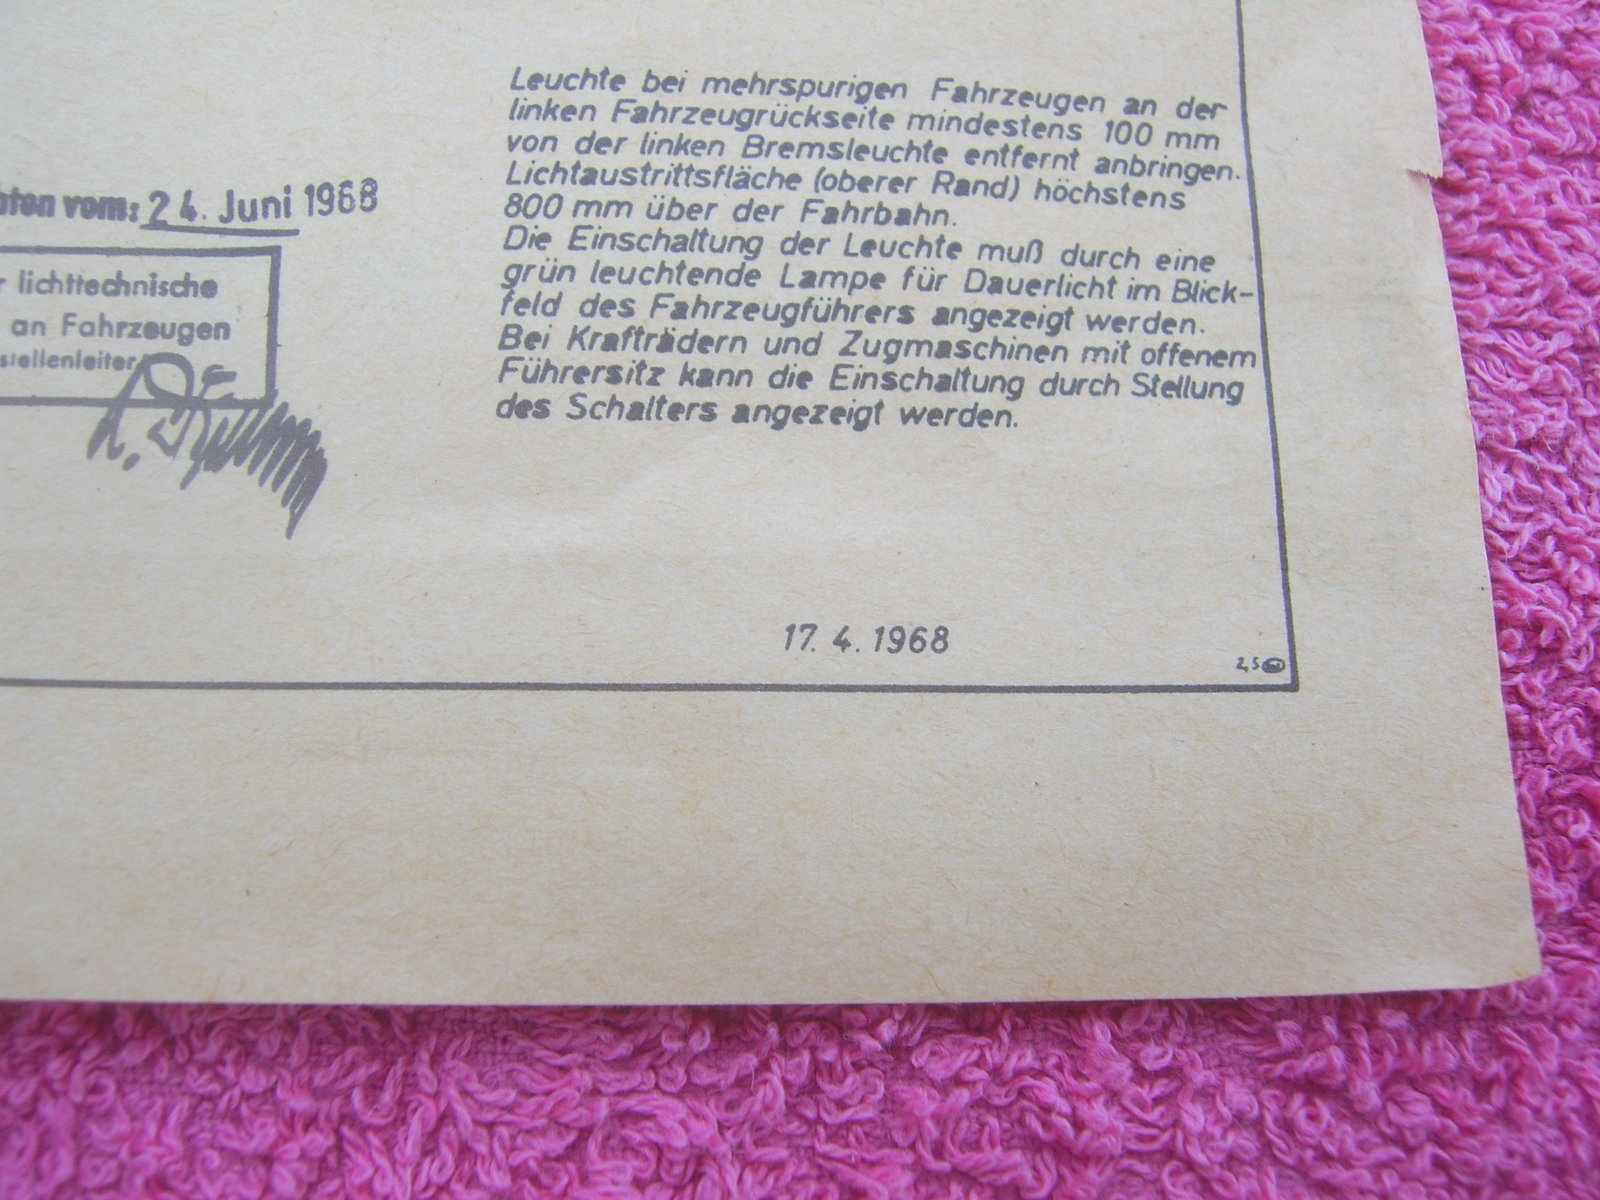 Leuchte bei mehrspurigen Fahrzeugen an der
linken Fahrzeugrückseite mindestens 100 mm
von der linken Bremsleuchte entfernt anbringen.
Lichtaustrittsfläche (oberer Rand) höchstens
800 mm über der Fahrbahn.
Die Einschaltung der Leuchte muß durch eine
grün leuchtende Lampe für Dauerlicht im Blick-
feld des Fahrzeugführers angezeigt werden.
Bei Krafträdern und Zugmaschinen mit offenem
Führersitz kann die Einschaltung durch Stellung
des Schalters angezeigt werden.
vom: 24. Juni 1968
lichttechnische
an Fahrzeugen
stellenleiter
17. 4. 1968
2,5